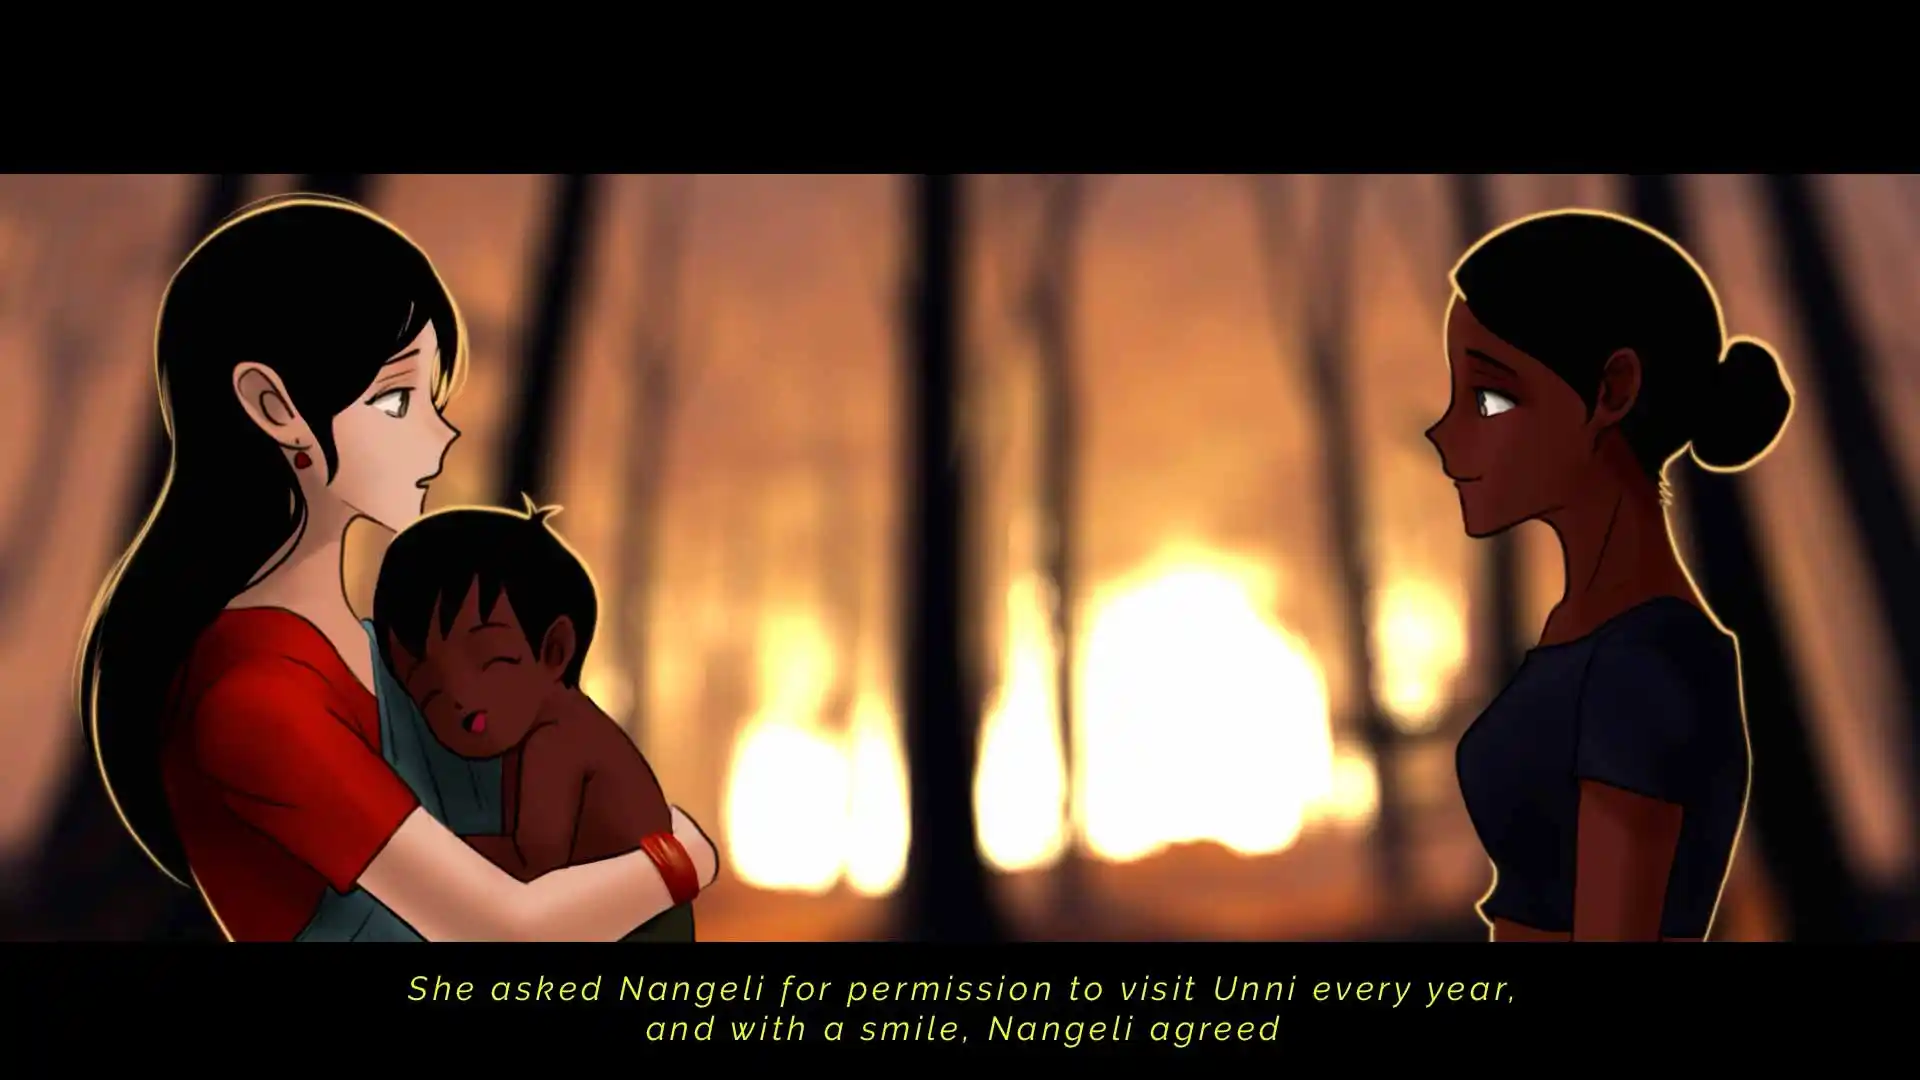 She asked Nangeli for permission to visit Unni every year,
and with a smile, Nangeli agreed